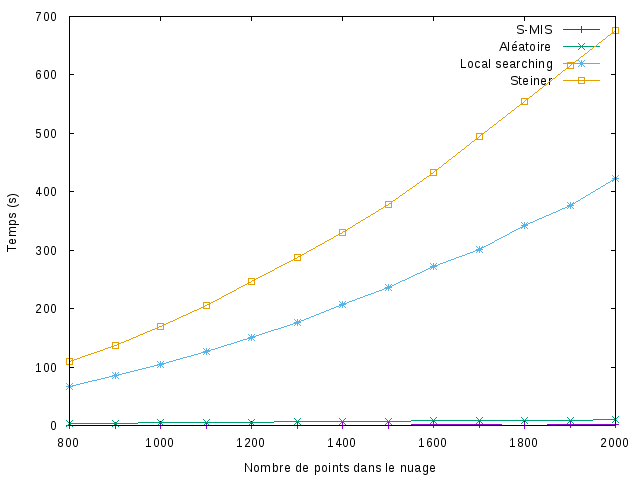 700
600
500
400
300
200
100
0
Temps (s)
S-MIS
Aléatoire
Local searching
Steiner
800
1000
1200
1400
1600
1800
2000
Nombre de points dans le nuage